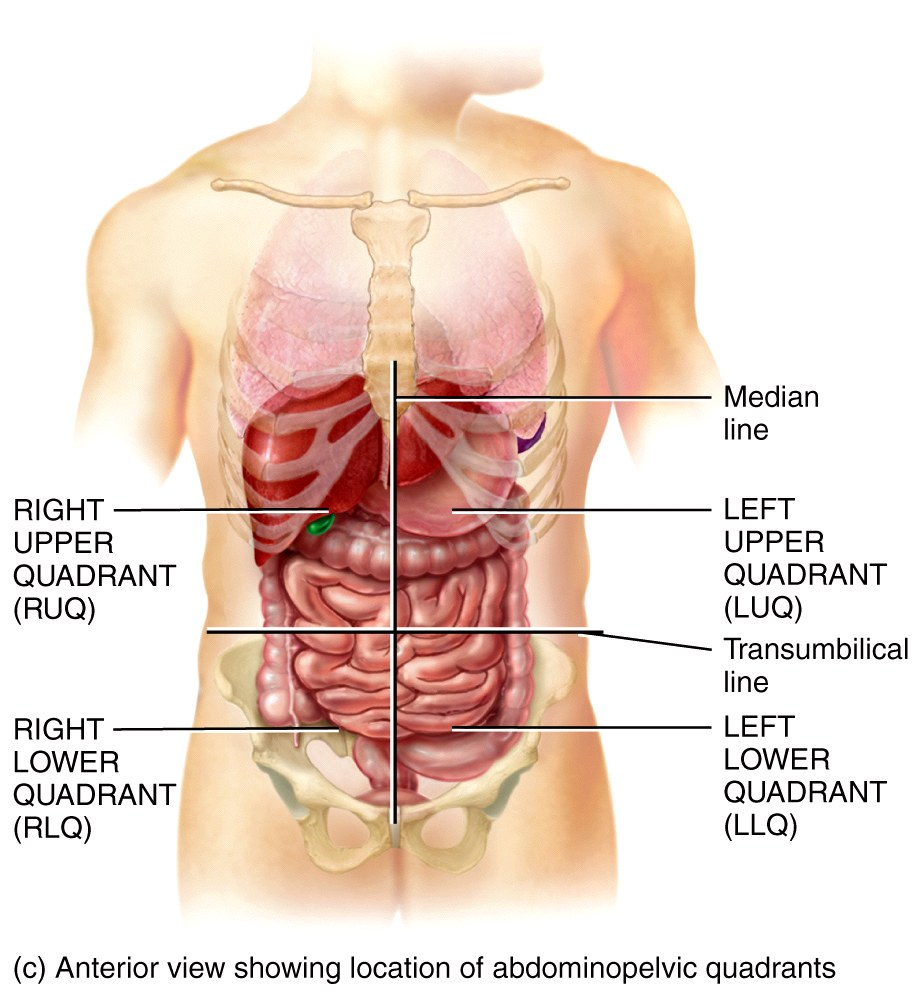 Median
line
RIGHT
UPPER
QUADRANT
(RUQ)
LEFT
UPPER
QUADRANT
(LUQ)
Transumbilical
line
RIGHT
LOWER
QUADRANT
(RLQ)
LEFT
LOWER
QUADRANT
(LLQ)
(c) Anterior view showing location of abdominopelvic quadrants